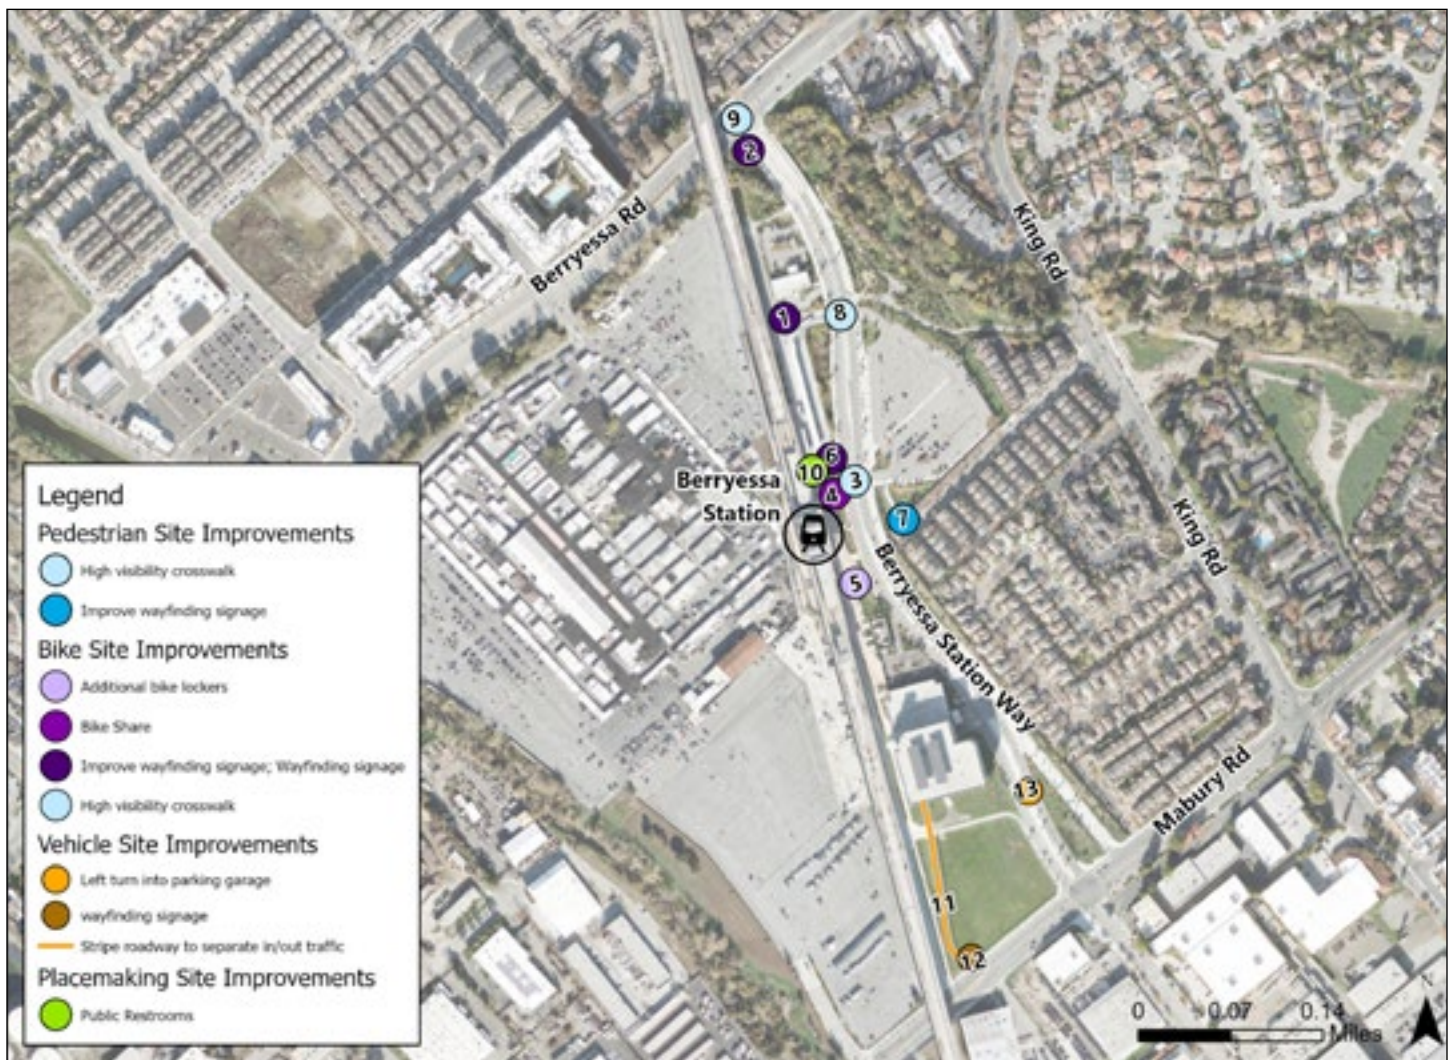 9
2
King Rd
Berryessa Rd
1
8
6
10
3
4
Berryessa
Station
7
5
King Rd
Berryessa Station Way
13
Mabury Rd
11
12
Legend
Pedestrian Site Improvements
High visibility crosswalk
Improve wayfinding signage
Bike Site Improvements
Additional bike lockers
Bike Share
Improve wayfinding signage; Wayfinding signage
High visibility crosswalk
Vehicle Site Improvements
Left turn into parking garage
wayfinding signage
Stripe roadway to separate in/out traffic
Placemaking Site Improvements
Public Restrooms
0 0.07 0.14
Miles
N